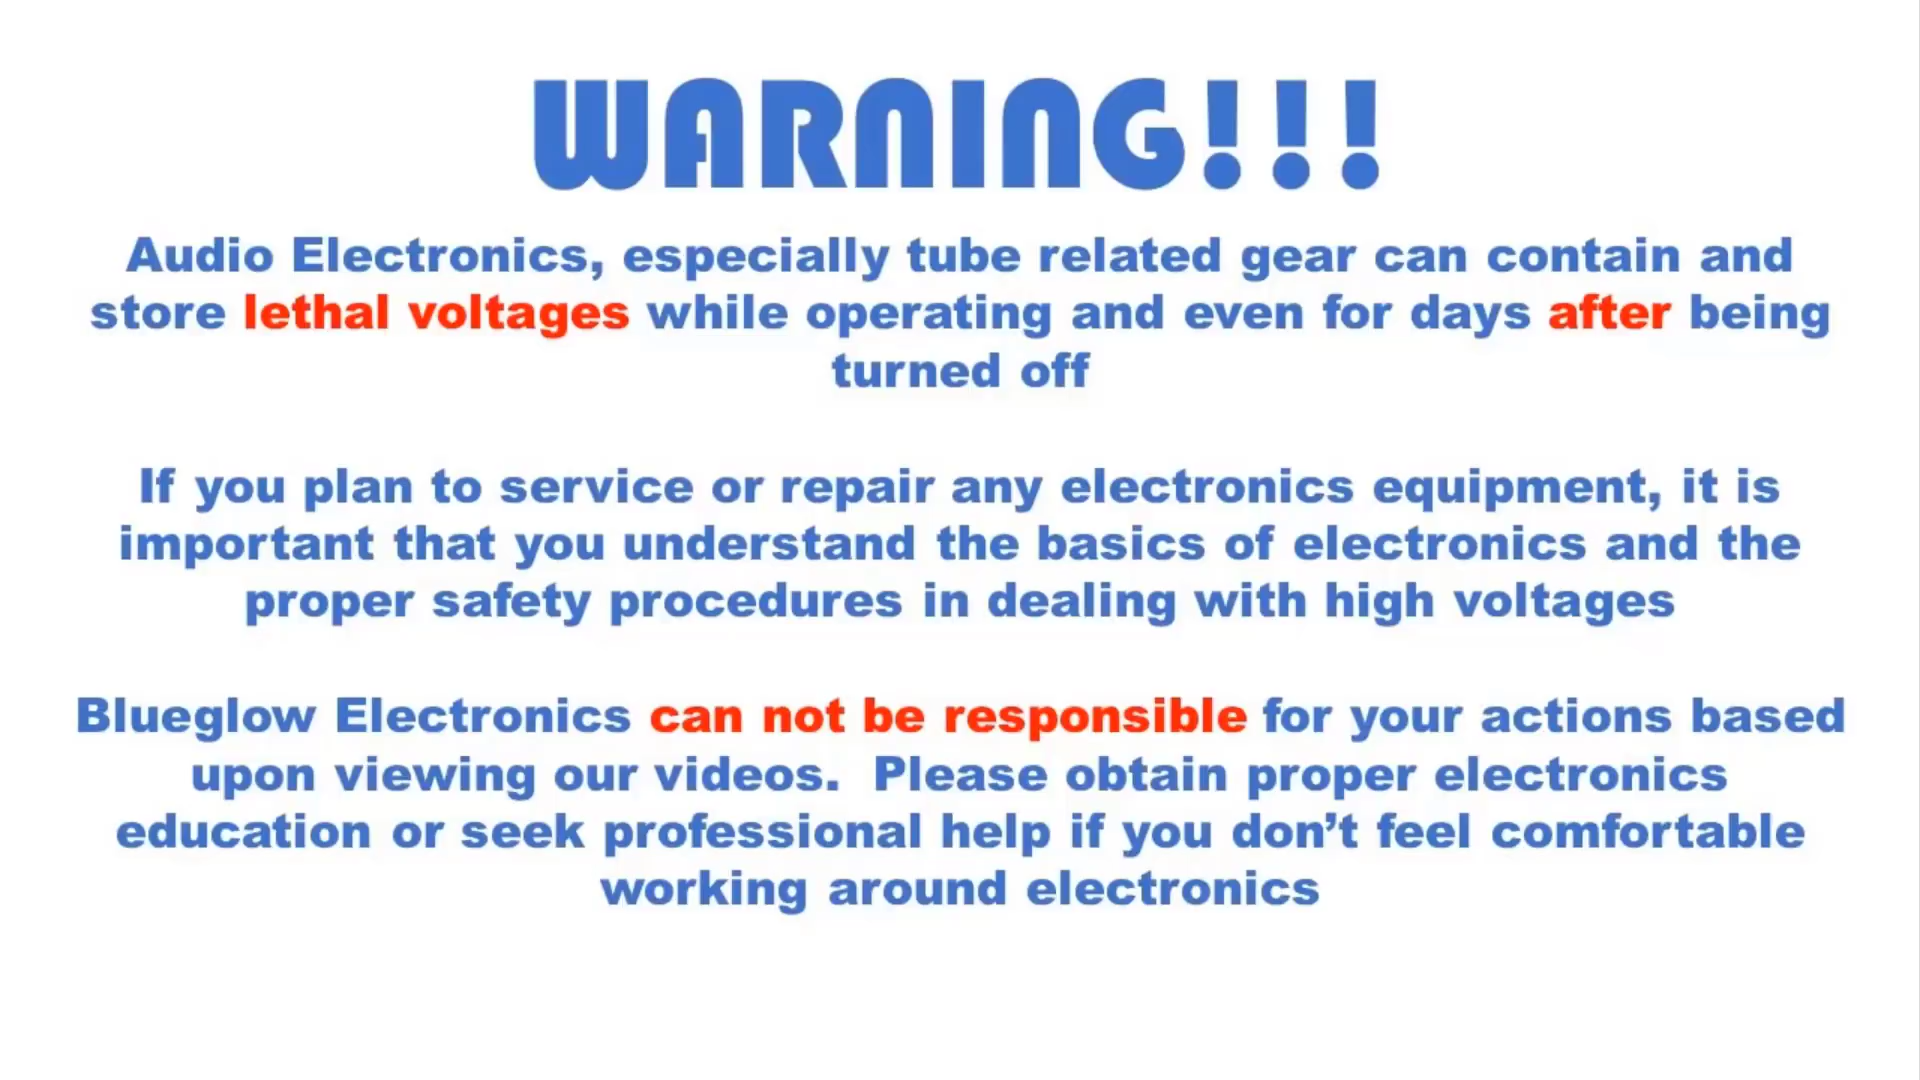 WARNING!!!
Audio Electronics, especially tube related gear can contain and
store lethal voltages while operating and even for days after being
turned off
If you plan to service or repair any electronics equipment, it is
important that you understand the basics of electronics and the
proper safety procedures in dealing with high voltages
Blueglow Electronics can not be responsible for your actions based
upon viewing our videos.  Please obtain proper electronics
education or seek professional help if you don’t feel comfortable
working around electronics